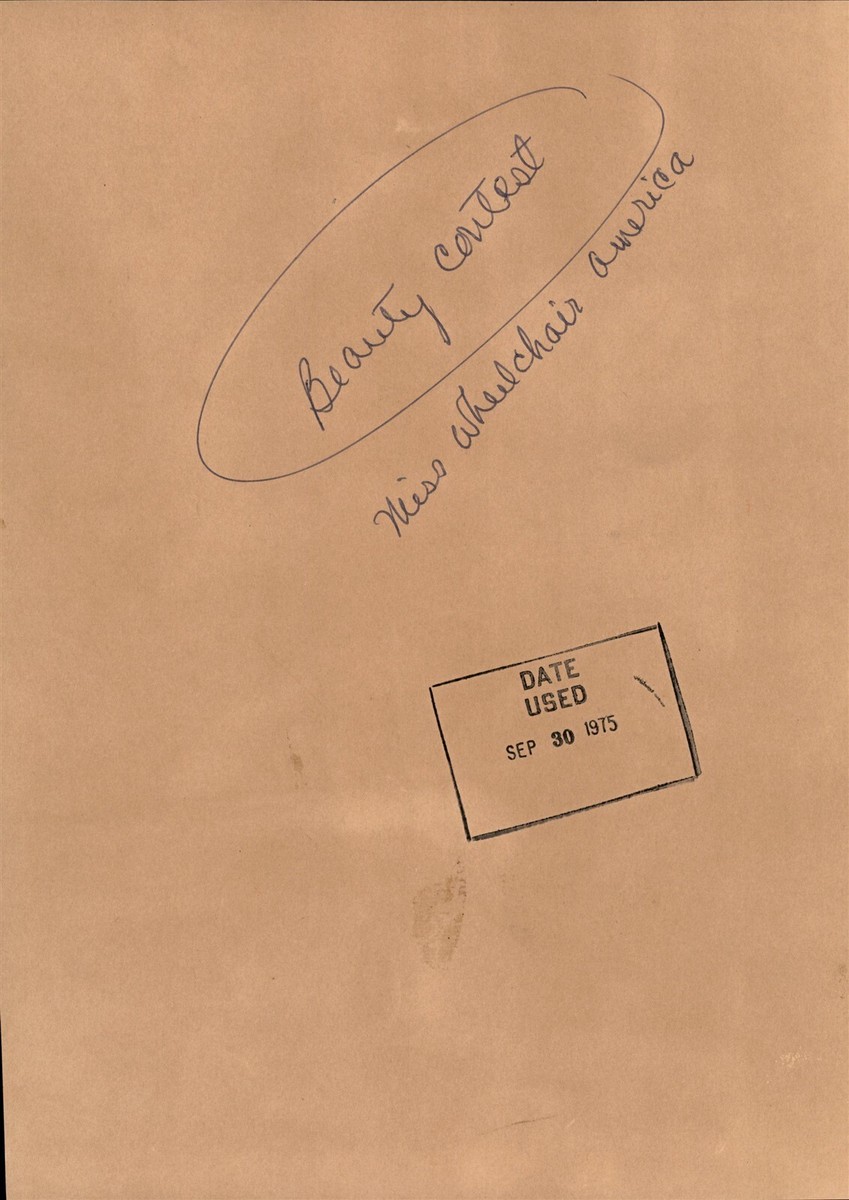 Beauty contest
Miss wheelchair america
DATE
USED
SEP 30 1975